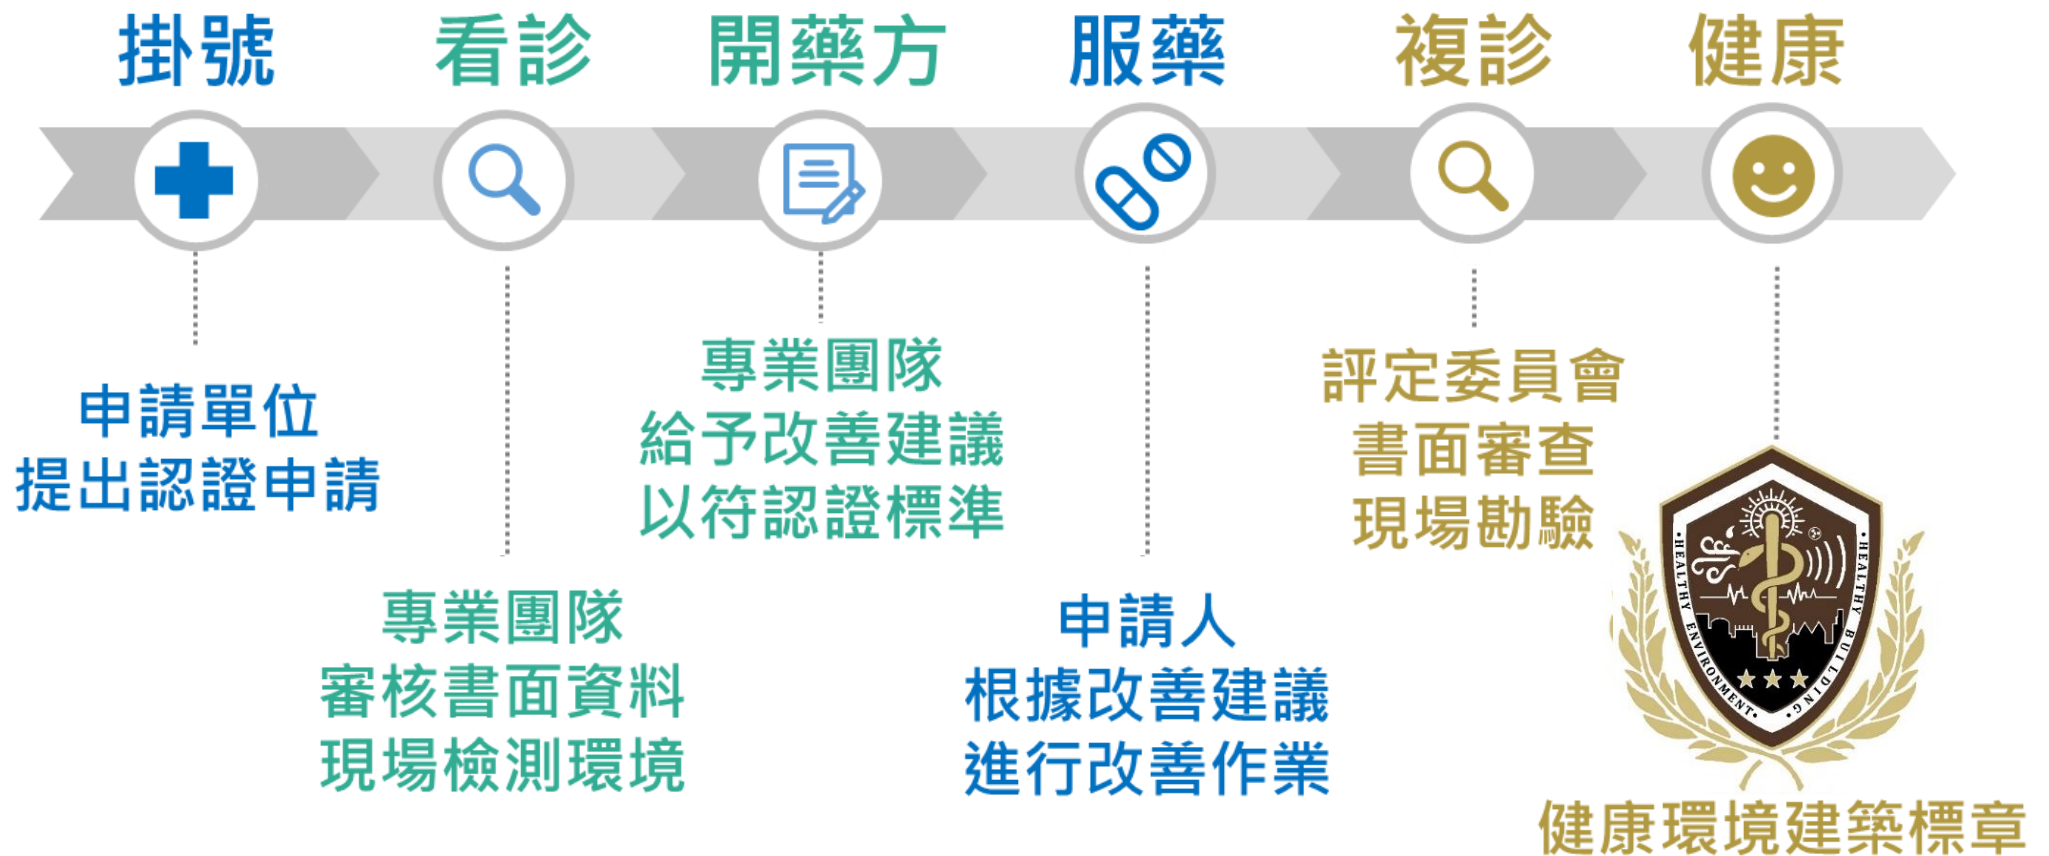 掛號
看診
開藥方
服藥
複診
健康
申請單位
提出認證申請
專業團隊
審核書面資料
現場檢測環境
專業團隊
給予改善建議
以符認證標準
申請人
根據改善建議
進行改善作業
評定委員會
書面審查
現場勘驗
•HEALTHY ENVIRONMENT•
•HEALTHY BUILDING•
健康環境建築標章